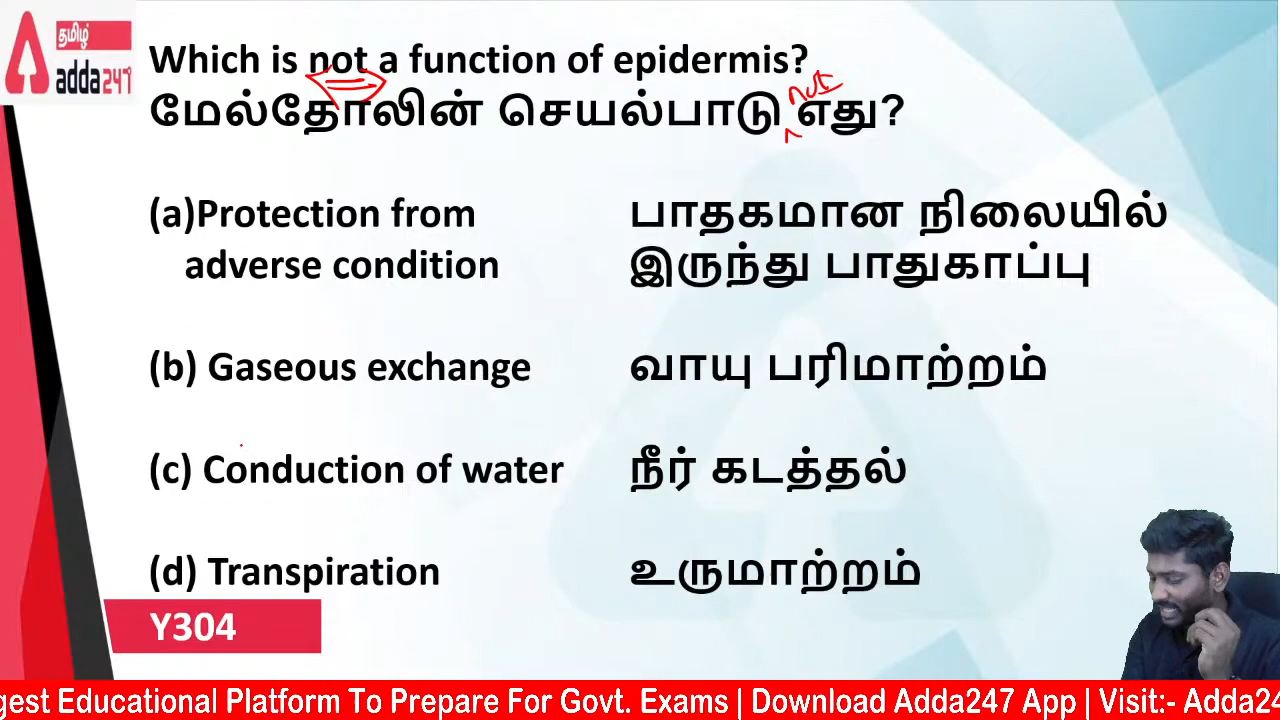 தமிழ்
adda247
Which is not a function of epidermis?
not
மேல்தோலின் செயல்பாடு எது?
(a)Protection from
பாதகமான நிலையில்
adverse condition
இருந்து பாதுகாப்பு
(b) Gaseous exchange
வாயு பரிமாற்றம்
(c) Conduction of water
நீர் கடத்தல்
(d) Transpiration
உருமாற்றம்
Y304
gest Educational Platform To Prepare For Govt. Exams | Download Adda247 App | Visit:- Adda24